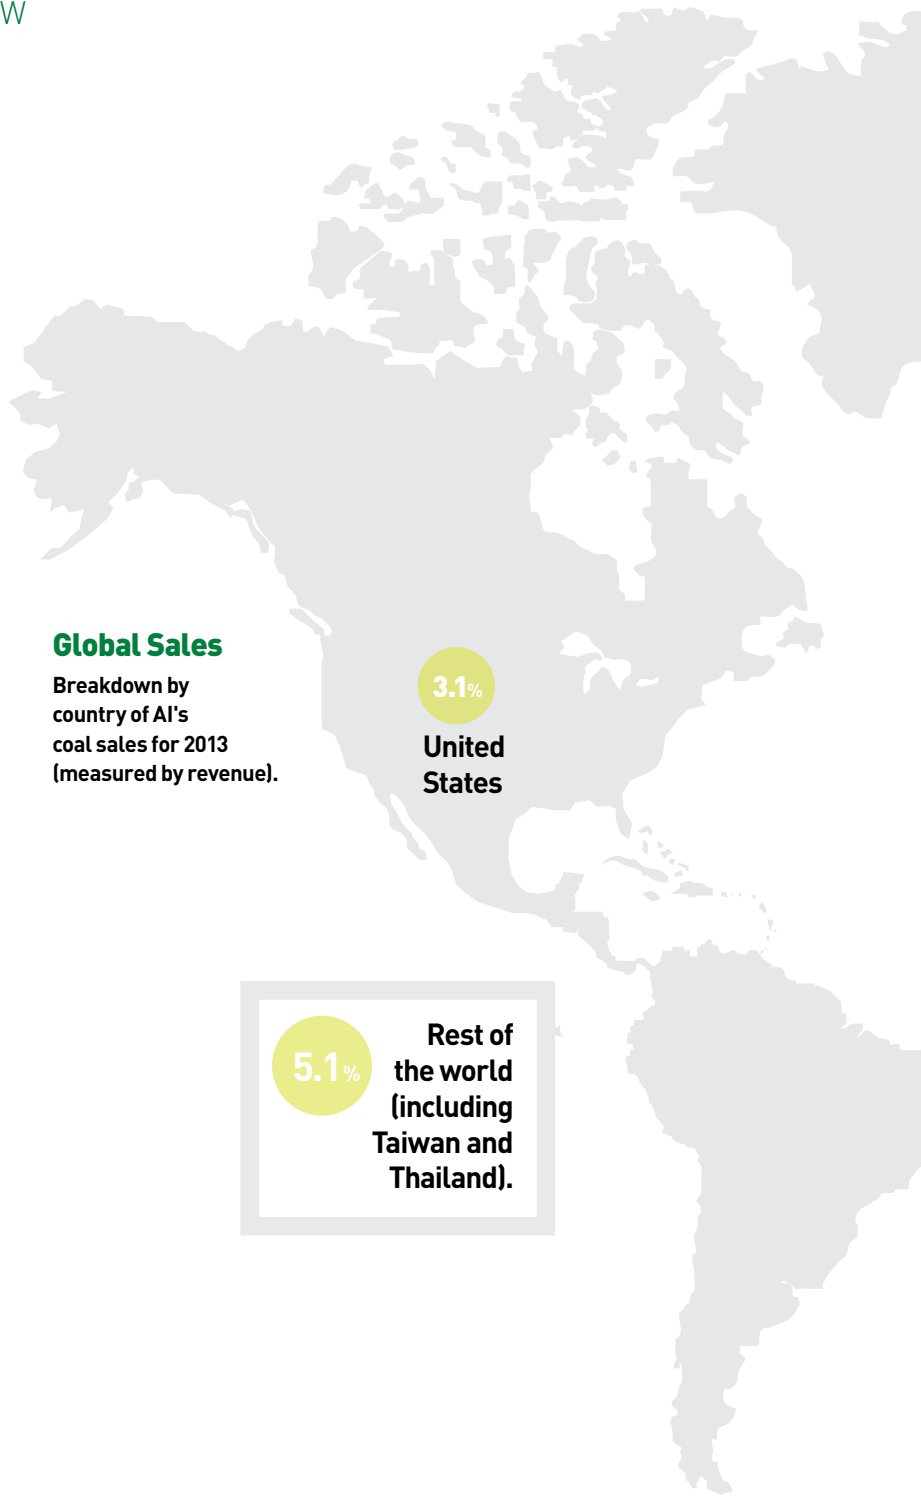 W
Global Sales
Breakdown by
country of AI's
coal sales for 2013
(measured by revenue).
3.1%
United
States
5.1%
Rest of
the world
(including
Taiwan and
Thailand).